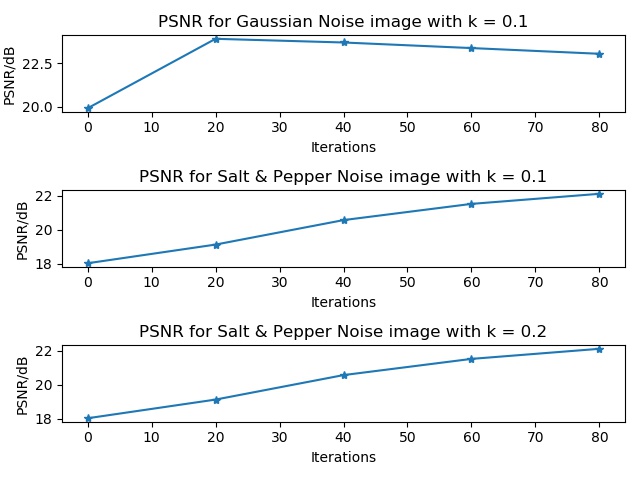 PSNR for Gaussian Noise image with k = 0.1
PSNR/dB
22.5
20.0
0 10 20 30 40 50 60 70 80
Iterations
PSNR for Salt & Pepper Noise image with k = 0.1
PSNR/dB
22
20
18
0 10 20 30 40 50 60 70 80
Iterations
PSNR for Salt & Pepper Noise image with k = 0.2
PSNR/dB
22
20
18
0 10 20 30 40 50 60 70 80
Iterations